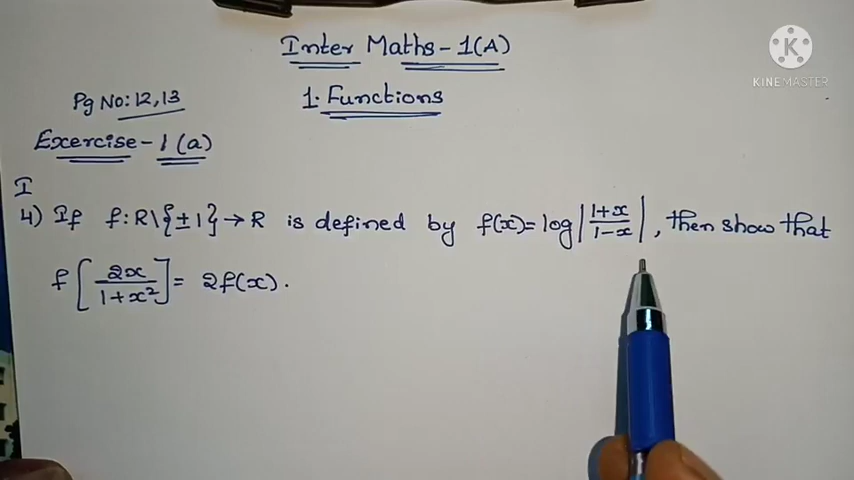 Inter Maths-1(A)
K
KINEMASTER
Pg No: 12,13
1. Functions
Exercise-1(a)
I
4) If f: R\{±1}→R is defined by f(x)=log|1+x/1-x|, then show that
f[2x/1+x²]= 2f(x).